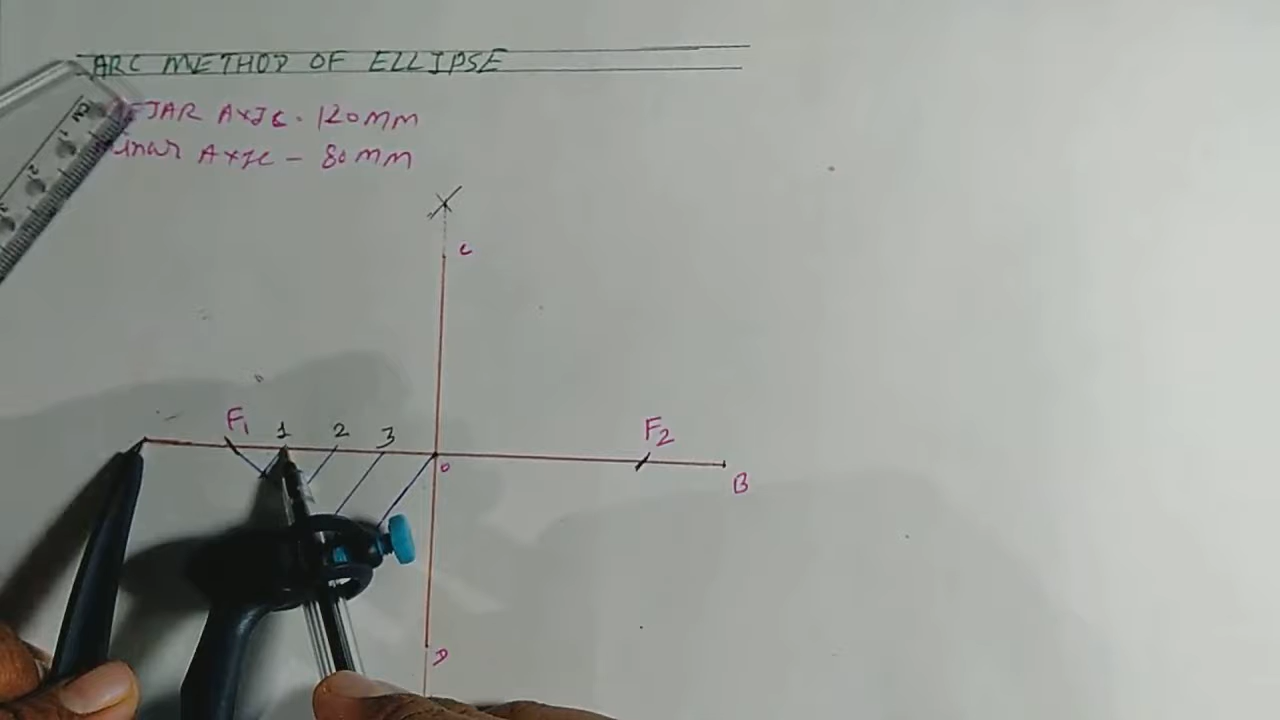 ARC METHOD OF ELLIPSE
AXIS - 120MM
AXIS - 80MM
C
F1 1 2 3
F2
O
B
D